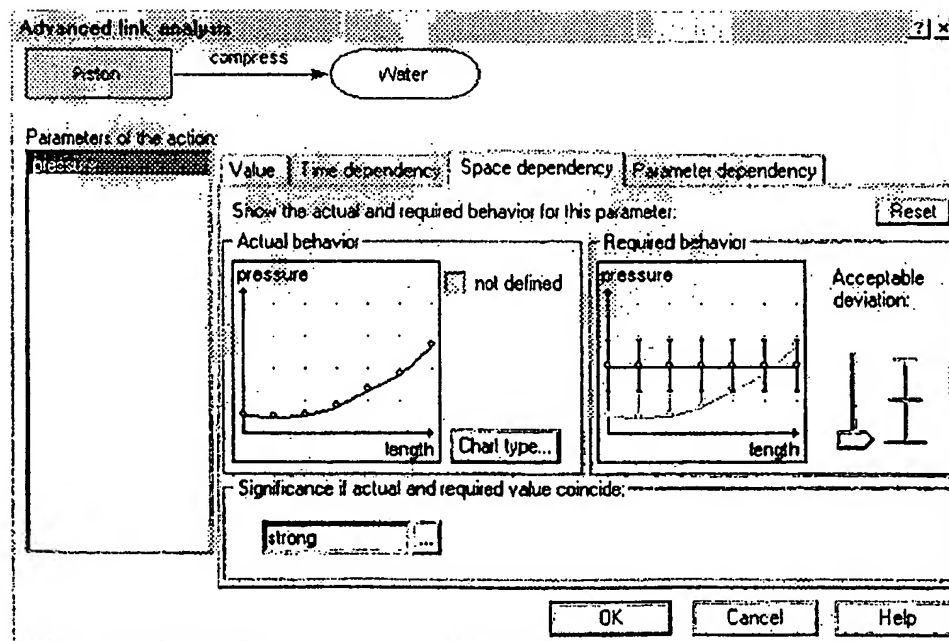 Advanced link analysis
? x
Piston
compress
Water
Parameters of the action:
pressure
Value
Time dependency
Space dependency
Parameter dependency
Show the actual and required behavior for this parameter:
Reset
Actual behavior
pressure
not defined
length
Chart type...
Required behavior
pressure
Acceptable
deviation:
length
Significance if actual and required value coincide:
strong
...
OK
Cancel
Help